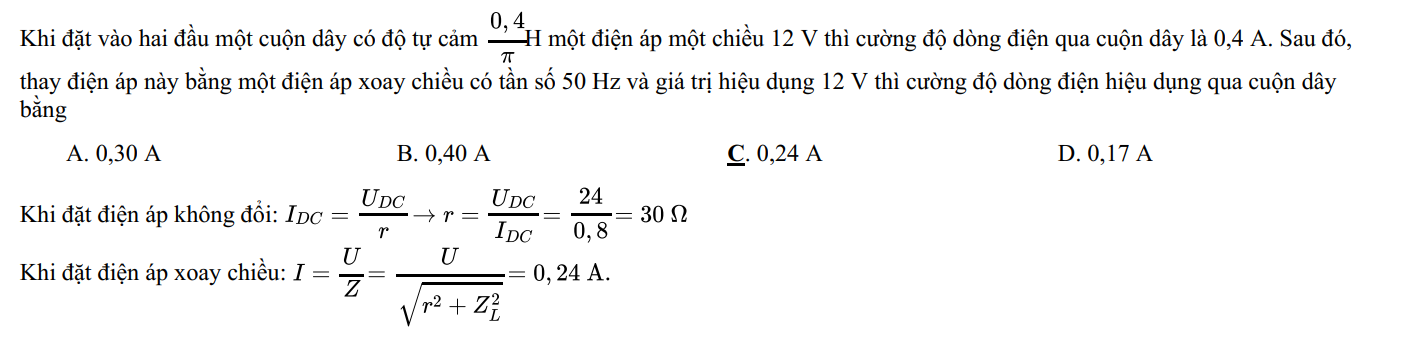 Khi đặt vào hai đầu một cuộn dây có độ tự cảm $\frac{0,4}{\pi}$H một điện áp một chiều 12 V thì cường độ dòng điện qua cuộn dây là 0,4 A. Sau đó,
thay điện áp này bằng một điện áp xoay chiều có tần số 50 Hz và giá trị hiệu dụng 12 V thì cường độ dòng điện hiệu dụng qua cuộn dây
bằng
A. 0,30 A B. 0,40 A C. 0,24 A D. 0,17 A
Khi đặt điện áp không đổi: $I_{DC} = \frac{U_{DC}}{r} \rightarrow r = \frac{U_{DC}}{I_{DC}} = \frac{24}{0,8} = 30\ \Omega$
Khi đặt điện áp xoay chiều: $I = \frac{U}{Z} = \frac{U}{\sqrt{r^2 + Z_L^2}} = 0,24$ A.